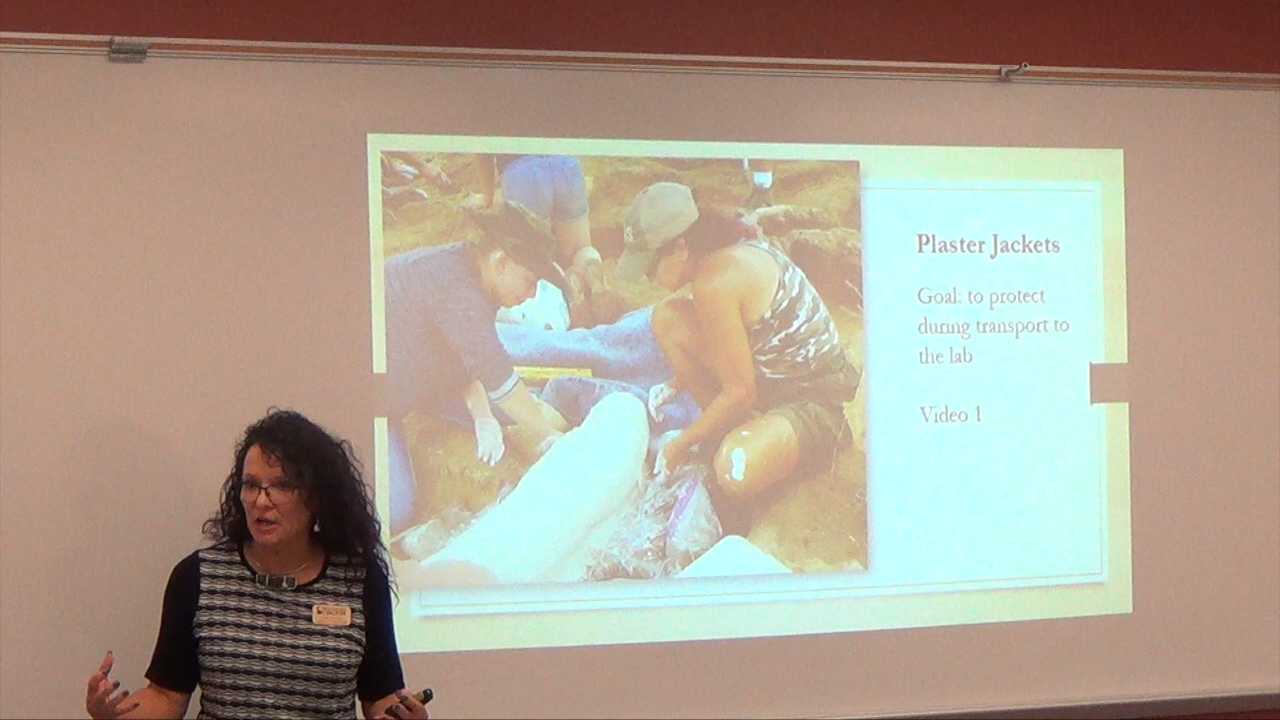 Plaster Jackets
Goal: to protect
during transport to
the lab
Video 1